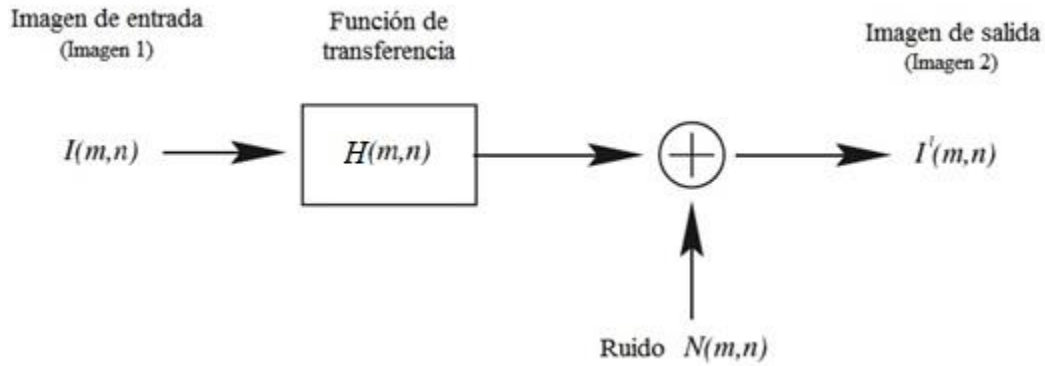 Imagen de entrada
(Imagen 1)
Función de
transferencia
Imagen de salida
(Imagen 2)
I(m,n)
H(m,n)
I'(m,n)
Ruido N(m,n)